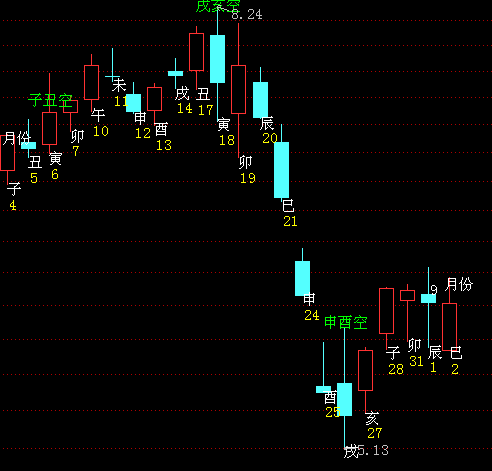 戌亥空
8.24
子丑空
月份
子
4
丑
5
寅
6
卯
7
午
10
未
11
申
12
酉
13
戌
14
丑
17
寅
18
卯
19
辰
20
巳
21
申
24
申酉空
酉
25
戌
5.13
亥
27
子
28
卯
31
9
月份
辰
1
巳
2